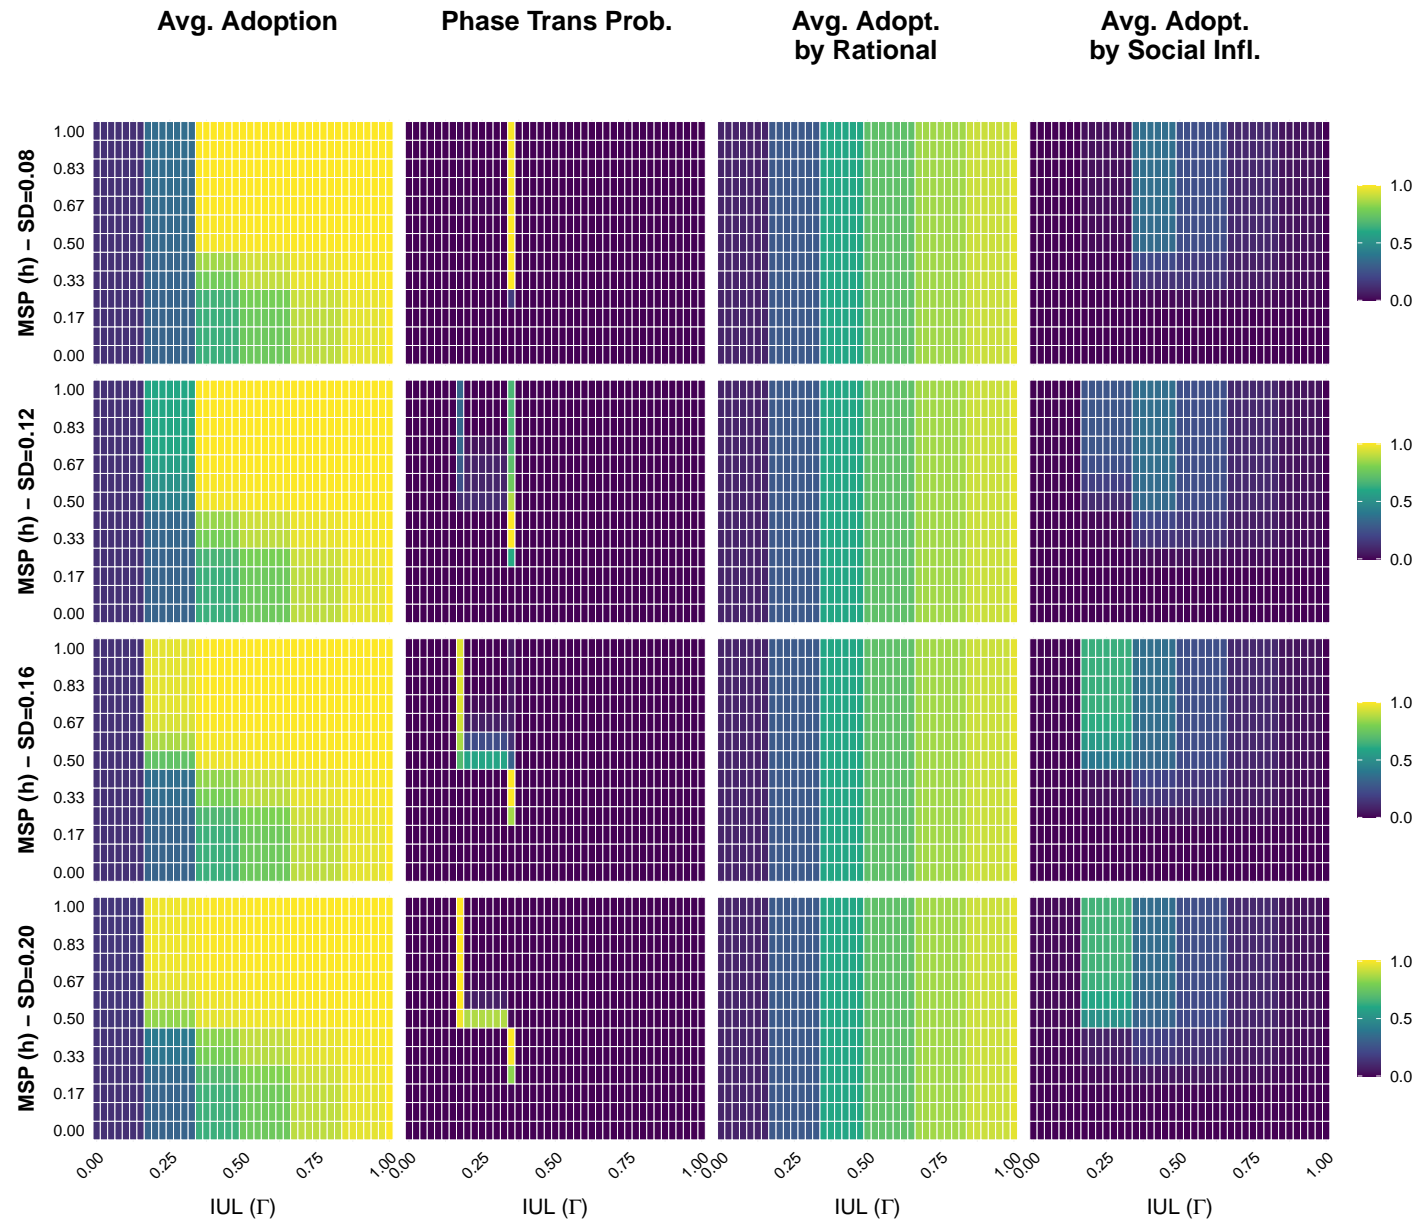 Avg. Adoption
Phase Trans Prob.
Avg. Adopt.
by Rational
Avg. Adopt.
by Social Infl.
MSP (h) − SD=0.08
1.00
0.83
0.67
0.50
0.33
0.17
0.00
1.0
0.5
0.0
MSP (h) − SD=0.12
1.00
0.83
0.67
0.50
0.33
0.17
0.00
1.0
0.5
0.0
MSP (h) − SD=0.16
1.00
0.83
0.67
0.50
0.33
0.17
0.00
1.0
0.5
0.0
MSP (h) − SD=0.20
1.00
0.83
0.67
0.50
0.33
0.17
0.00
1.0
0.5
0.0
0.00 0.25 0.50 0.75 1.00
0.00 0.25 0.50 0.75 1.00
0.00 0.25 0.50 0.75 1.00
0.00 0.25 0.50 0.75 1.00
IUL (Γ)
IUL (Γ)
IUL (Γ)
IUL (Γ)